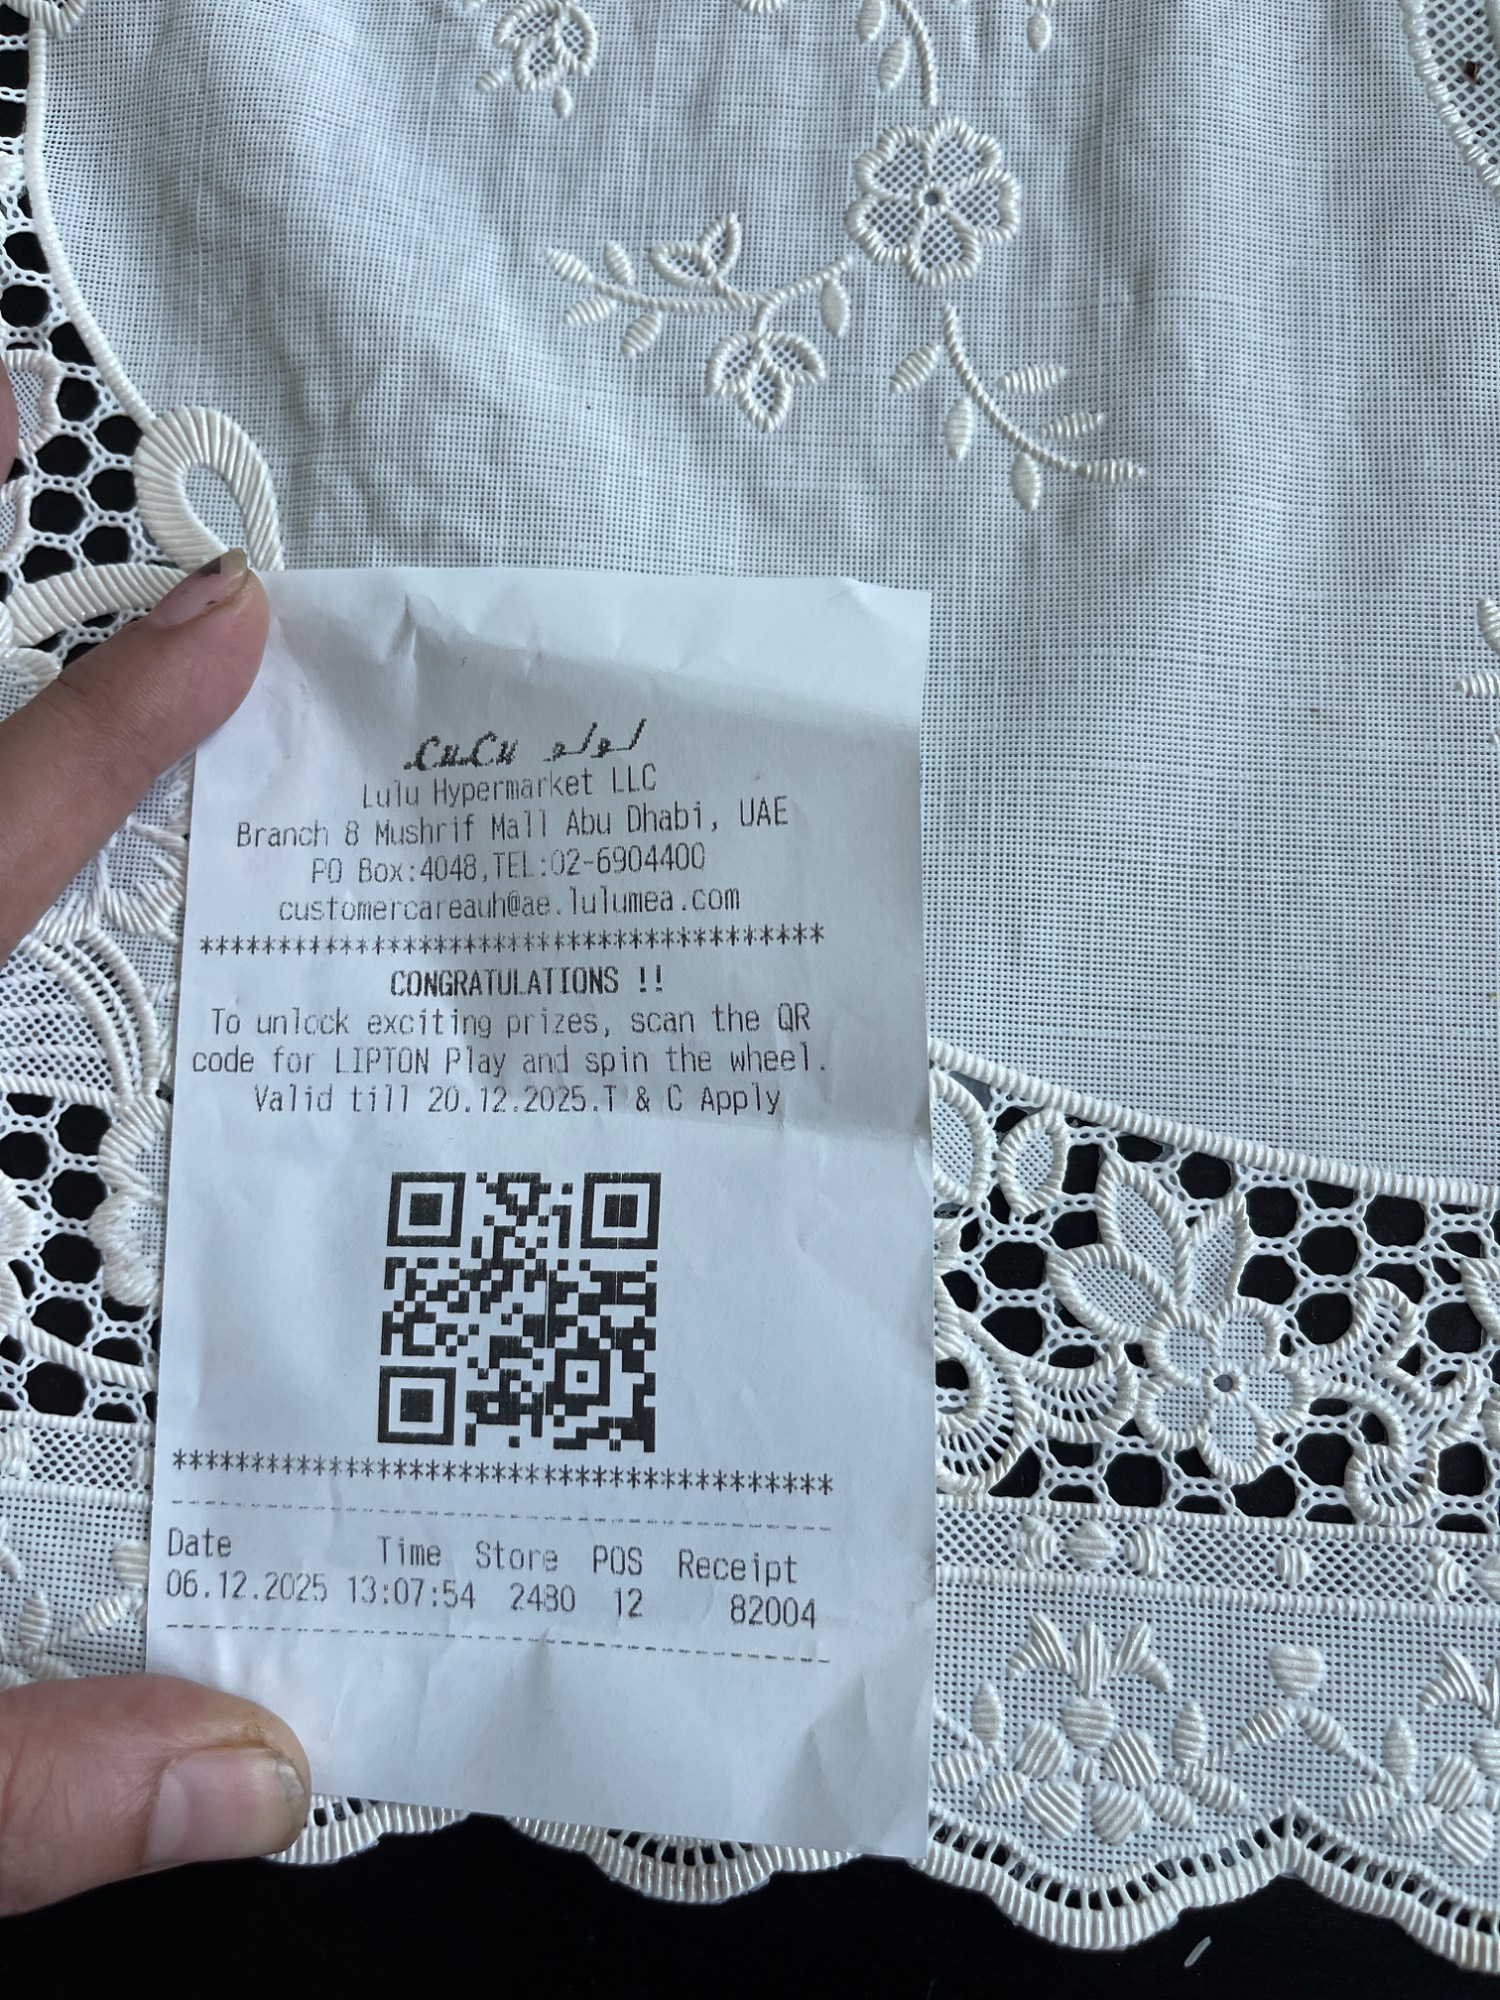 LuLu لولو
Lulu Hypermarket LLC
Branch 8 Mushrif Mall Abu Dhabi, UAE
PO Box:4048,TEL:02-6904400
customercareauh@ae.lulumea.com
****************************************
CONGRATULATIONS !!
To unlock exciting prizes, scan the QR
code for LIPTON Play and spin the wheel.
Valid till 20.12.2025.T & C Apply
******************************************
Date Time Store POS Receipt
06.12.2025 13:07:54 2480 12 82004